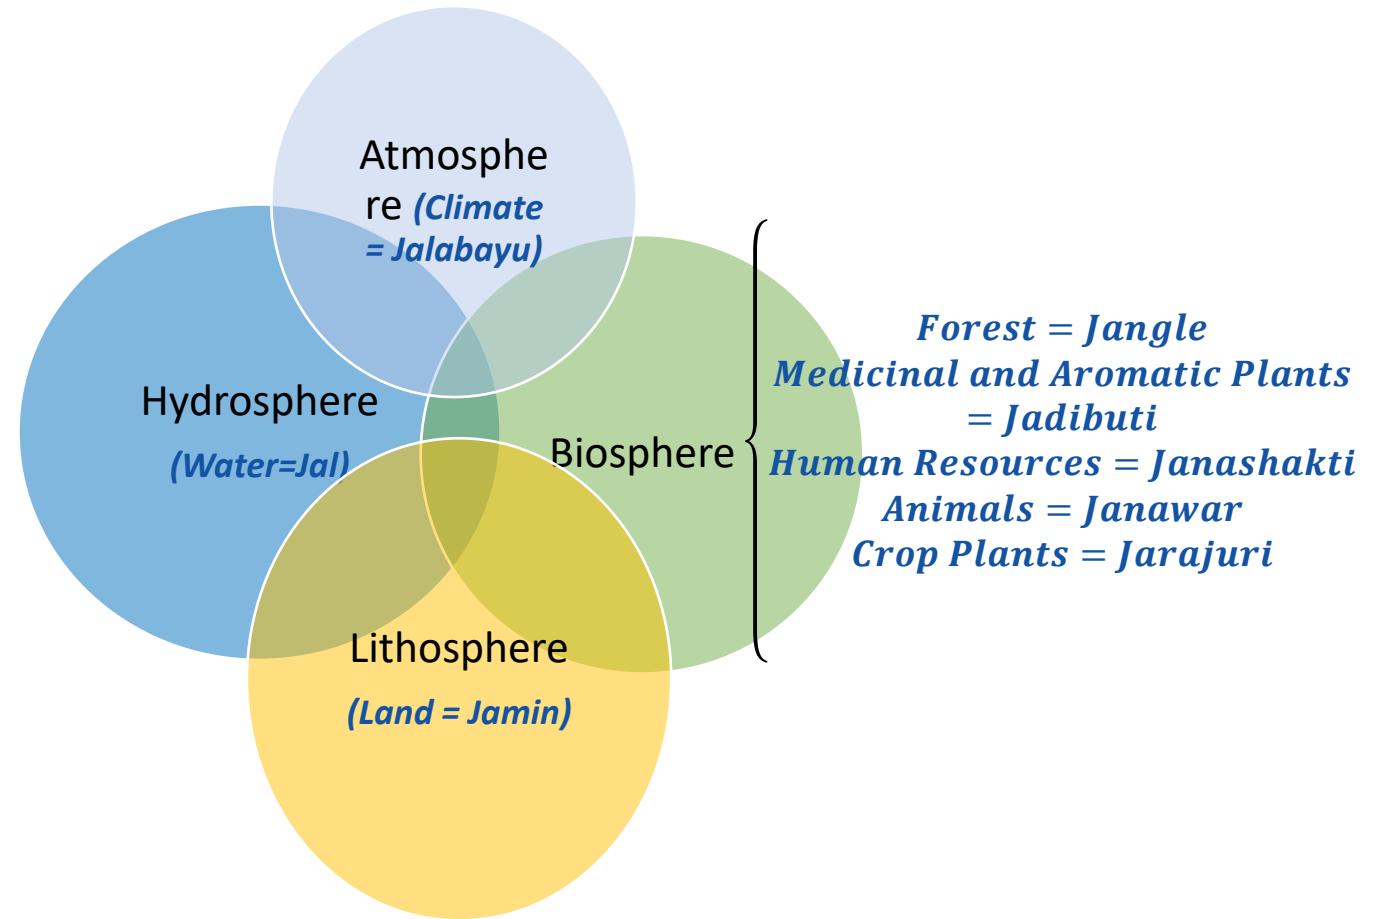 Atmosphe
re (Climate
= Jalabayu)
Hydrosphere
(Water=Jal)
Biosphere
Forest = Jangle
Medicinal and Aromatic Plants
= Jadibuti
Human Resources = Janashakti
Animals = Janawar
Crop Plants = Jarajuri
Lithosphere
(Land = Jamin)